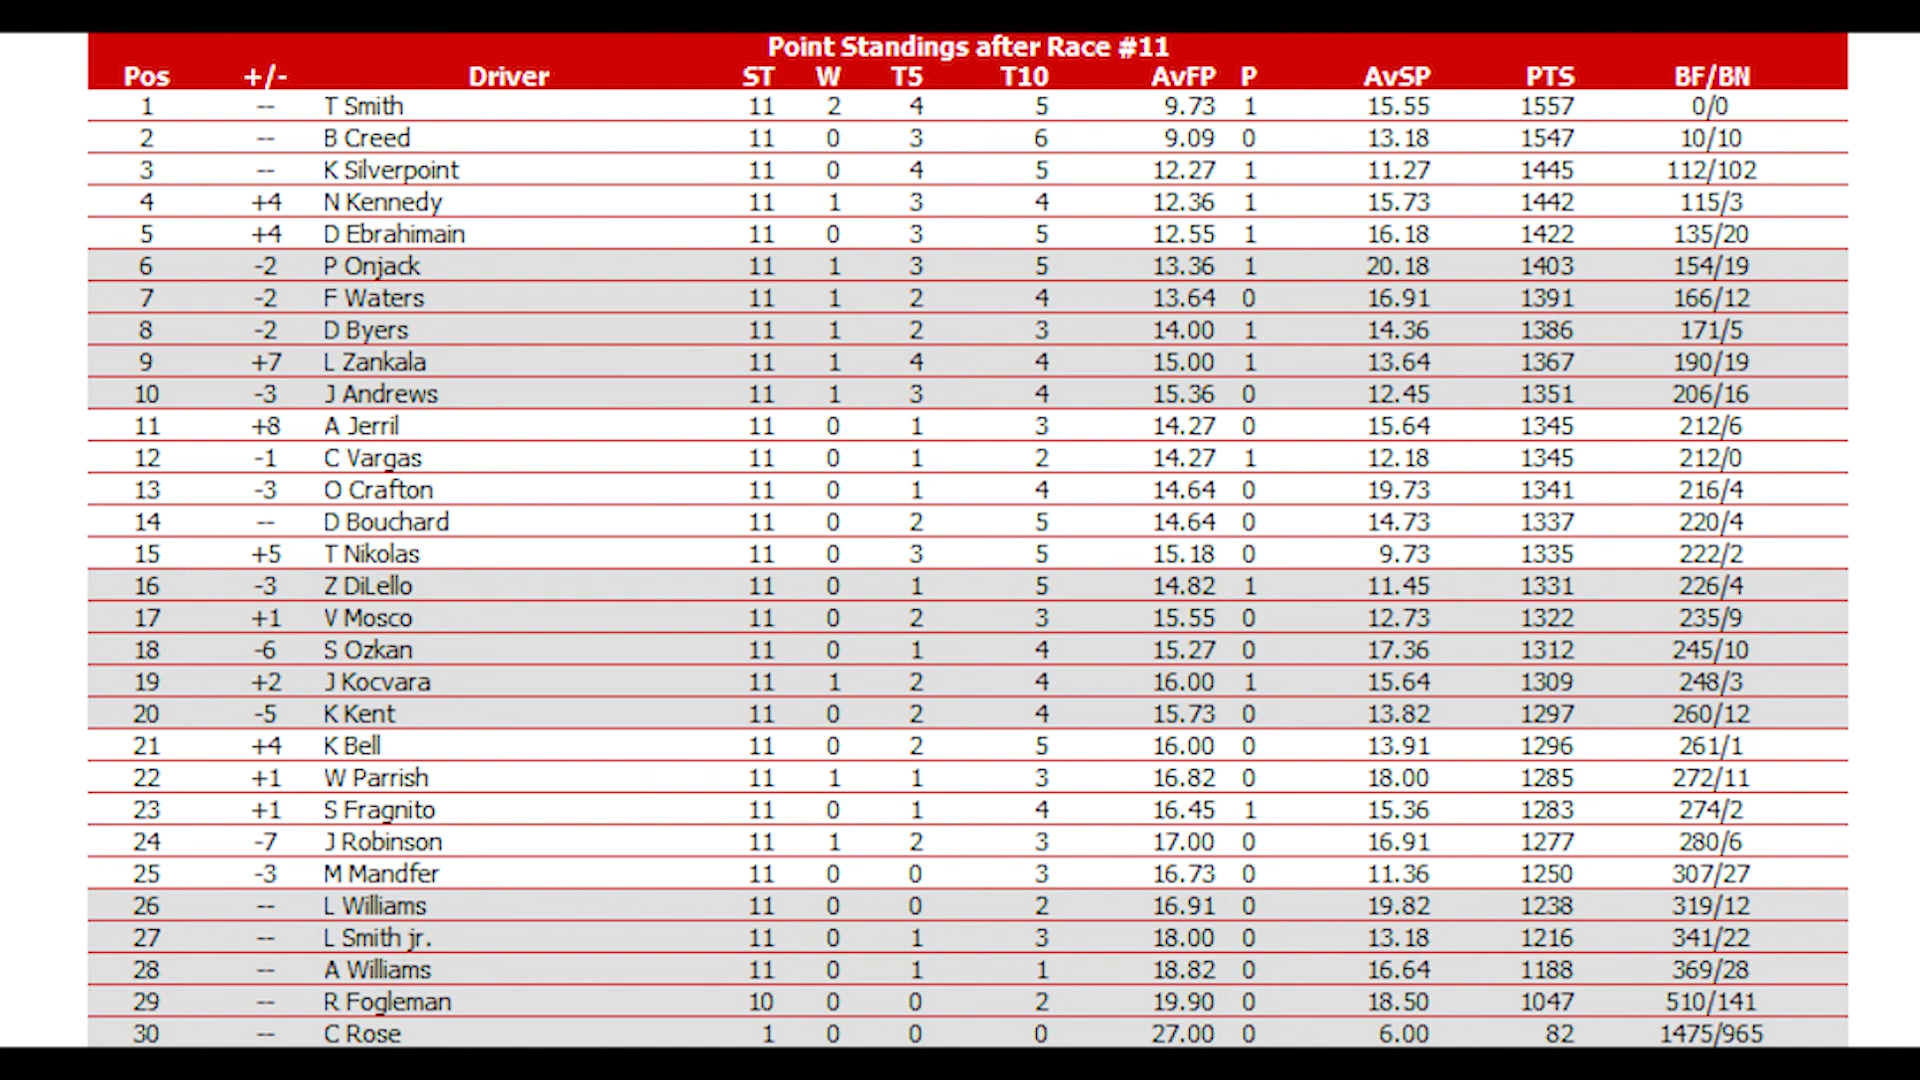 Point Standings after Race #11
Pos +/- Driver ST W T5 T10 AvFP P AvSP PTS BF/BN
1 -- T Smith 11 2 4 5 9.73 1 15.55 1557 0/0
2 -- B Creed 11 0 3 6 9.09 0 13.18 1547 10/10
3 -- K Silverpoint 11 0 4 5 12.27 1 11.27 1445 112/102
4 +4 N Kennedy 11 1 3 4 12.36 1 15.73 1442 115/3
5 +4 D Ebrahimain 11 0 3 5 12.55 1 16.18 1422 135/20
6 -2 P Onjack 11 1 3 5 13.36 1 20.18 1403 154/19
7 -2 F Waters 11 1 2 4 13.64 0 16.91 1391 166/12
8 -2 D Byers 11 1 2 3 14.00 1 14.36 1386 171/5
9 +7 L Zankala 11 1 4 4 15.00 1 13.64 1367 190/19
10 -3 J Andrews 11 1 3 4 15.36 0 12.45 1351 206/16
11 +8 A Jerril 11 0 1 3 14.27 0 15.64 1345 212/6
12 -1 C Vargas 11 0 1 2 14.27 1 12.18 1345 212/0
13 -3 O Crafton 11 0 1 4 14.64 0 19.73 1341 216/4
14 -- D Bouchard 11 0 2 5 14.64 0 14.73 1337 220/4
15 +5 T Nikolas 11 0 3 5 15.18 0 9.73 1335 222/2
16 -3 Z DiLello 11 0 1 5 14.82 1 11.45 1331 226/4
17 +1 V Mosco 11 0 2 3 15.55 0 12.73 1322 235/9
18 -6 S Ozkan 11 0 1 4 15.27 0 17.36 1312 245/10
19 +2 J Kocvara 11 1 2 4 16.00 1 15.64 1309 248/3
20 -5 K Kent 11 0 2 4 15.73 0 13.82 1297 260/12
21 +4 K Bell 11 0 2 5 16.00 0 13.91 1296 261/1
22 +1 W Parrish 11 1 1 3 16.82 0 18.00 1285 272/11
23 +1 S Fragnito 11 0 1 4 16.45 1 15.36 1283 274/2
24 -7 J Robinson 11 1 2 3 17.00 0 16.91 1277 280/6
25 -3 M Mandfer 11 0 0 3 16.73 0 11.36 1250 307/27
26 -- L Williams 11 0 0 2 16.91 0 19.82 1238 319/12
27 -- L Smith jr. 11 0 1 3 18.00 0 13.18 1216 341/22
28 -- A Williams 11 0 1 1 18.82 0 16.64 1188 369/28
29 -- R Fogleman 10 0 0 2 19.90 0 18.50 1047 510/141
30 -- C Rose 1 0 0 0 27.00 0 6.00 82 1475/965